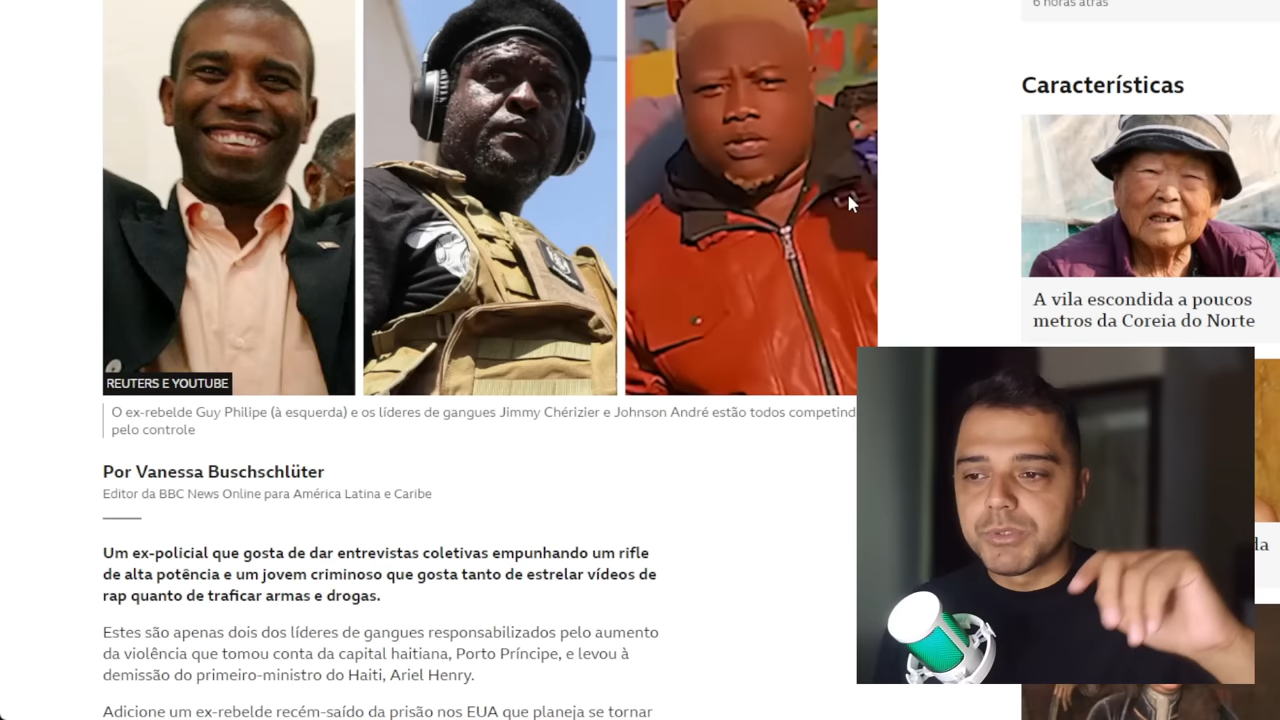 6 horas atrás
Características
A vila escondida a poucos
metros da Coreia do Norte
REUTERS E YOUTUBE
O ex-rebelde Guy Philipe (à esquerda) e os líderes de gangues Jimmy Chérizier e Johnson André estão todos competind
pelo controle
Por Vanessa Buschschlüter
Editor da BBC News Online para América Latina e Caribe
Um ex-policial que gosta de dar entrevistas coletivas empunhando um rifle
de alta potência e um jovem criminoso que gosta tanto de estrelar vídeos de
rap quanto de traficar armas e drogas.
Estes são apenas dois dos líderes de gangues responsabilizados pelo aumento
da violência que tomou conta da capital haitiana, Porto Príncipe, e levou à
demissão do primeiro-ministro do Haiti, Ariel Henry.
Adicione um ex-rebelde recém-saído da prisão nos EUA que planeja se tornar